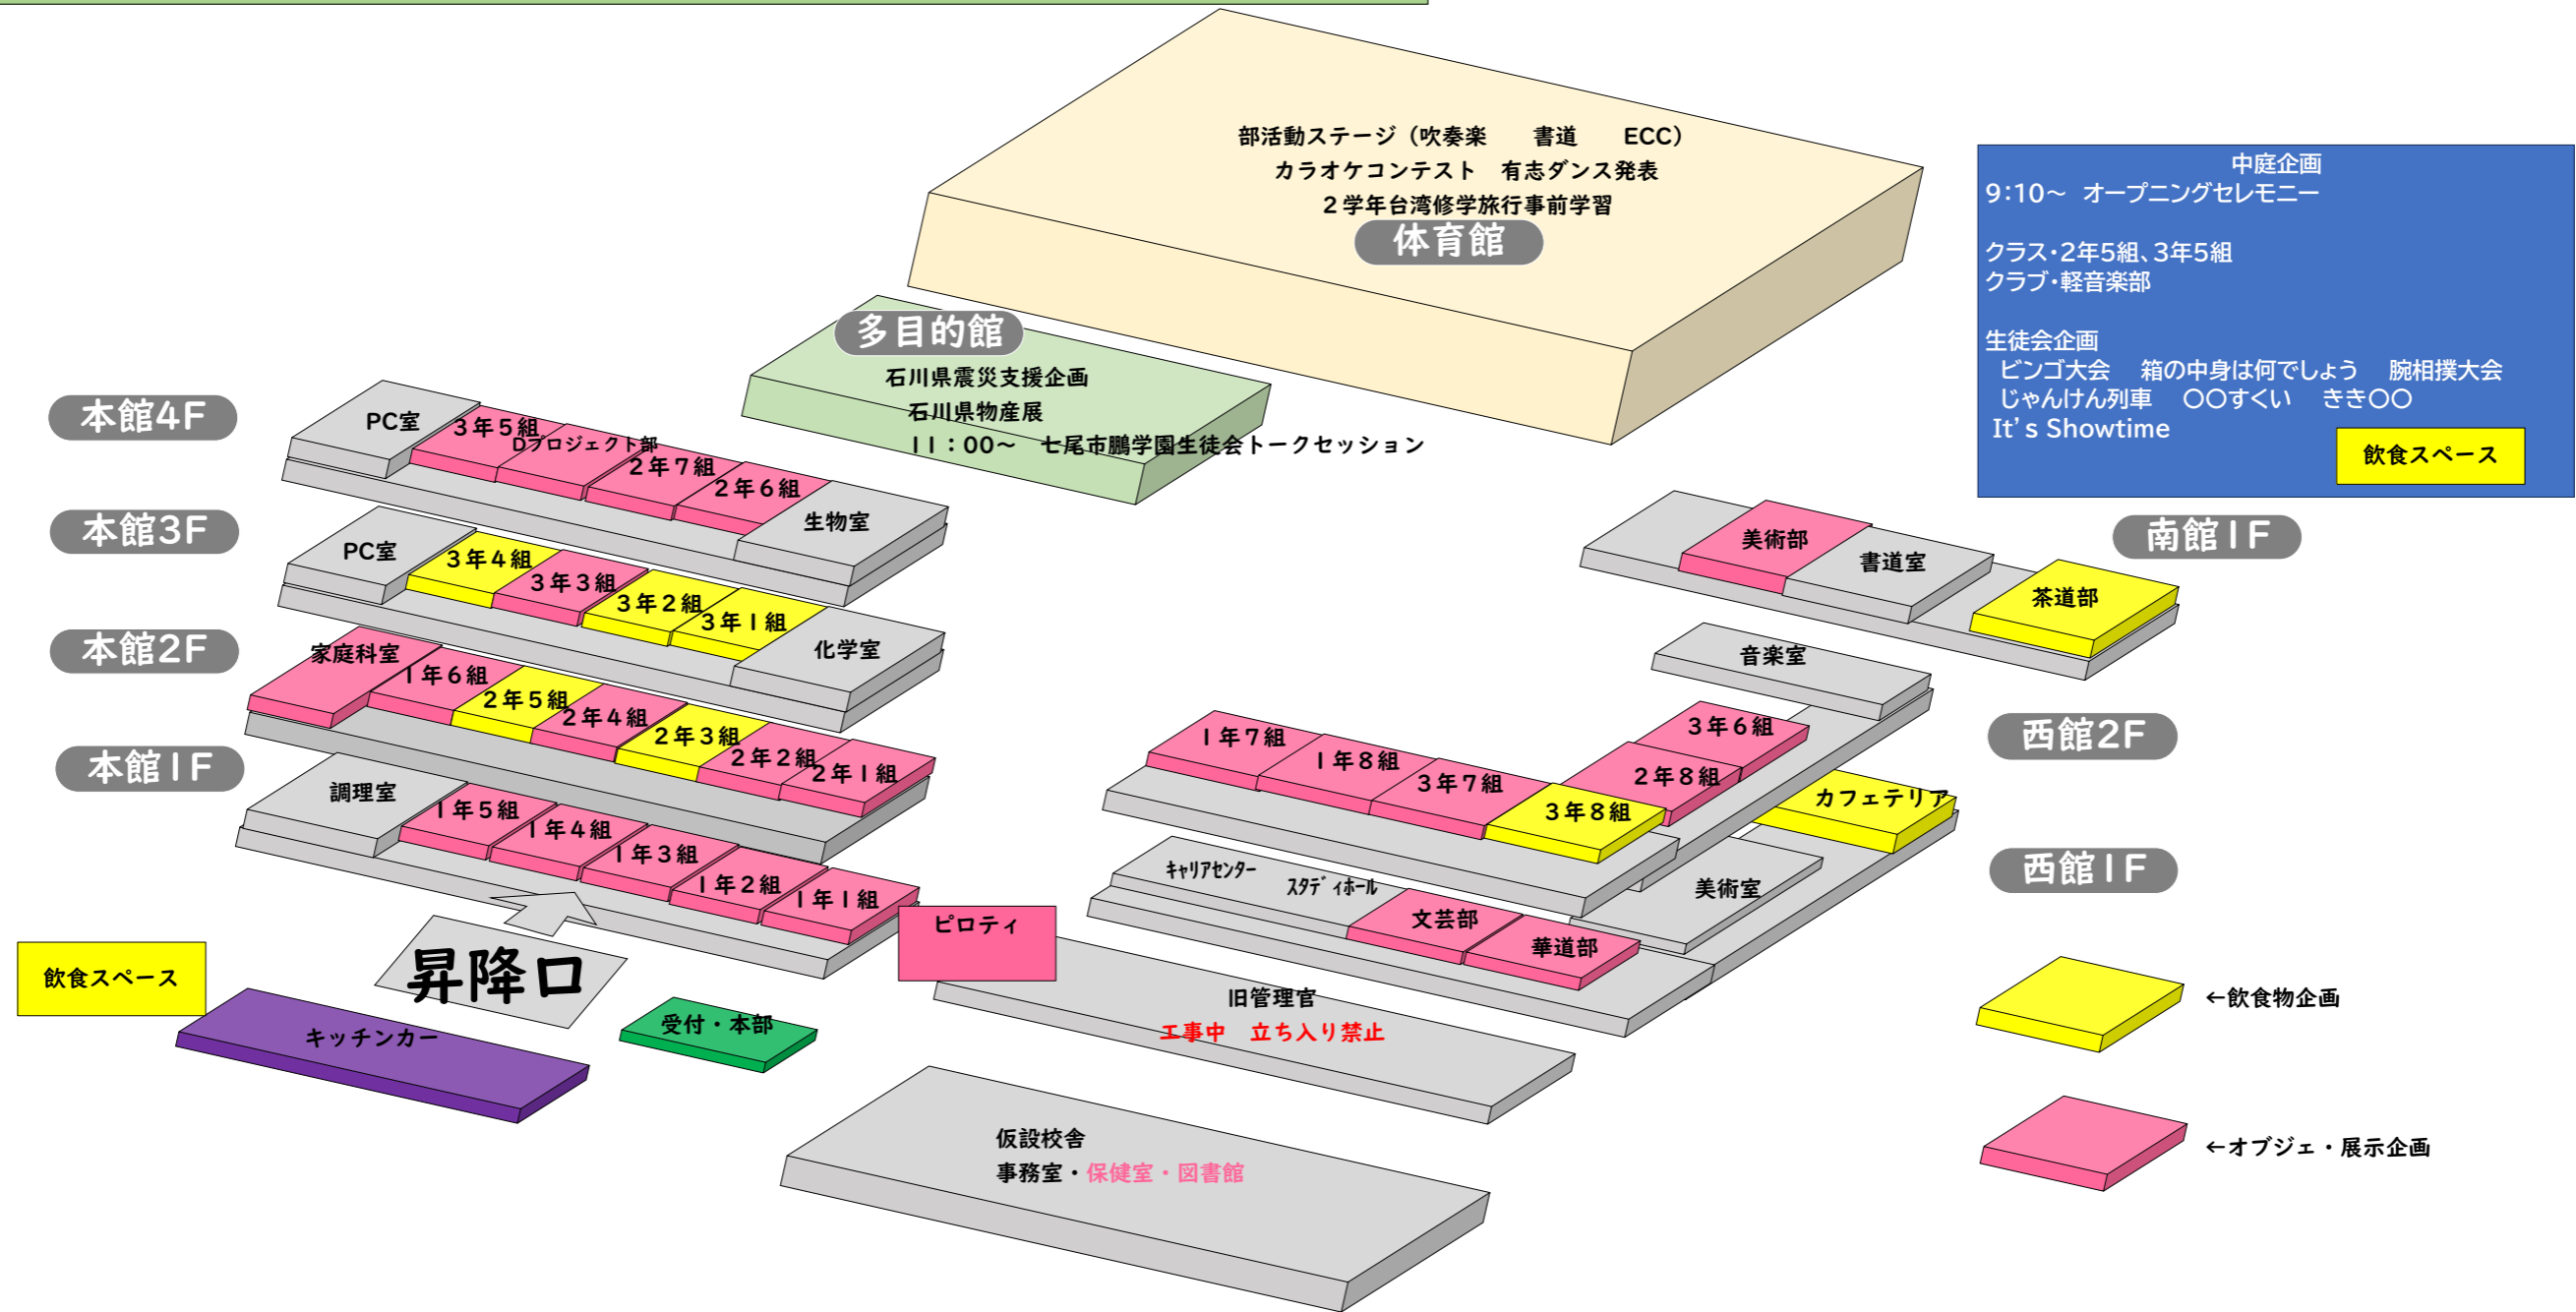 部活動ステージ（吹奏楽　　書道　　ECC）
カラオケコンテスト　有志ダンス発表
２学年台湾修学旅行事前学習
体育館
中庭企画
9：10～　オープニングセレモニー
クラス・2年5組、3年5組
クラブ・軽音楽部
生徒会企画
ビンゴ大会　箱の中身は何でしょう　腕相撲大会
じゃんけん列車　〇〇すくい　きき〇〇
It’s Showtime
飲食スペース
多目的館
石川県震災支援企画
石川県物産展
１１：００～　七尾市鵬学園生徒会トークセッション
本館４F
PC室
３年５組
Dプロジェクト部
２年７組
２年６組
生物室
本館３F
PC室
３年４組
３年３組
３年２組
３年１組
化学室
本館２F
家庭科室
１年６組
２年５組
２年４組
２年３組
２年２組
２年１組
本館１F
調理室
１年５組
１年４組
１年３組
１年２組
１年１組
南館１F
美術部
書道室
茶道部
西館２F
音楽室
３年６組
２年８組
１年７組
１年８組
３年７組
３年８組
西館１F
カフェテリア
美術室
ｷｬﾘｱｾﾝﾀｰ
ｽﾀﾃﾞｨﾎｰﾙ
文芸部
華道部
ピロティ
昇降口
飲食スペース
キッチンカー
受付・本部
旧管理官
工事中　立ち入り禁止
仮設校舎
事務室・保健室・図書館
←飲食物企画
←オブジェ・展示企画